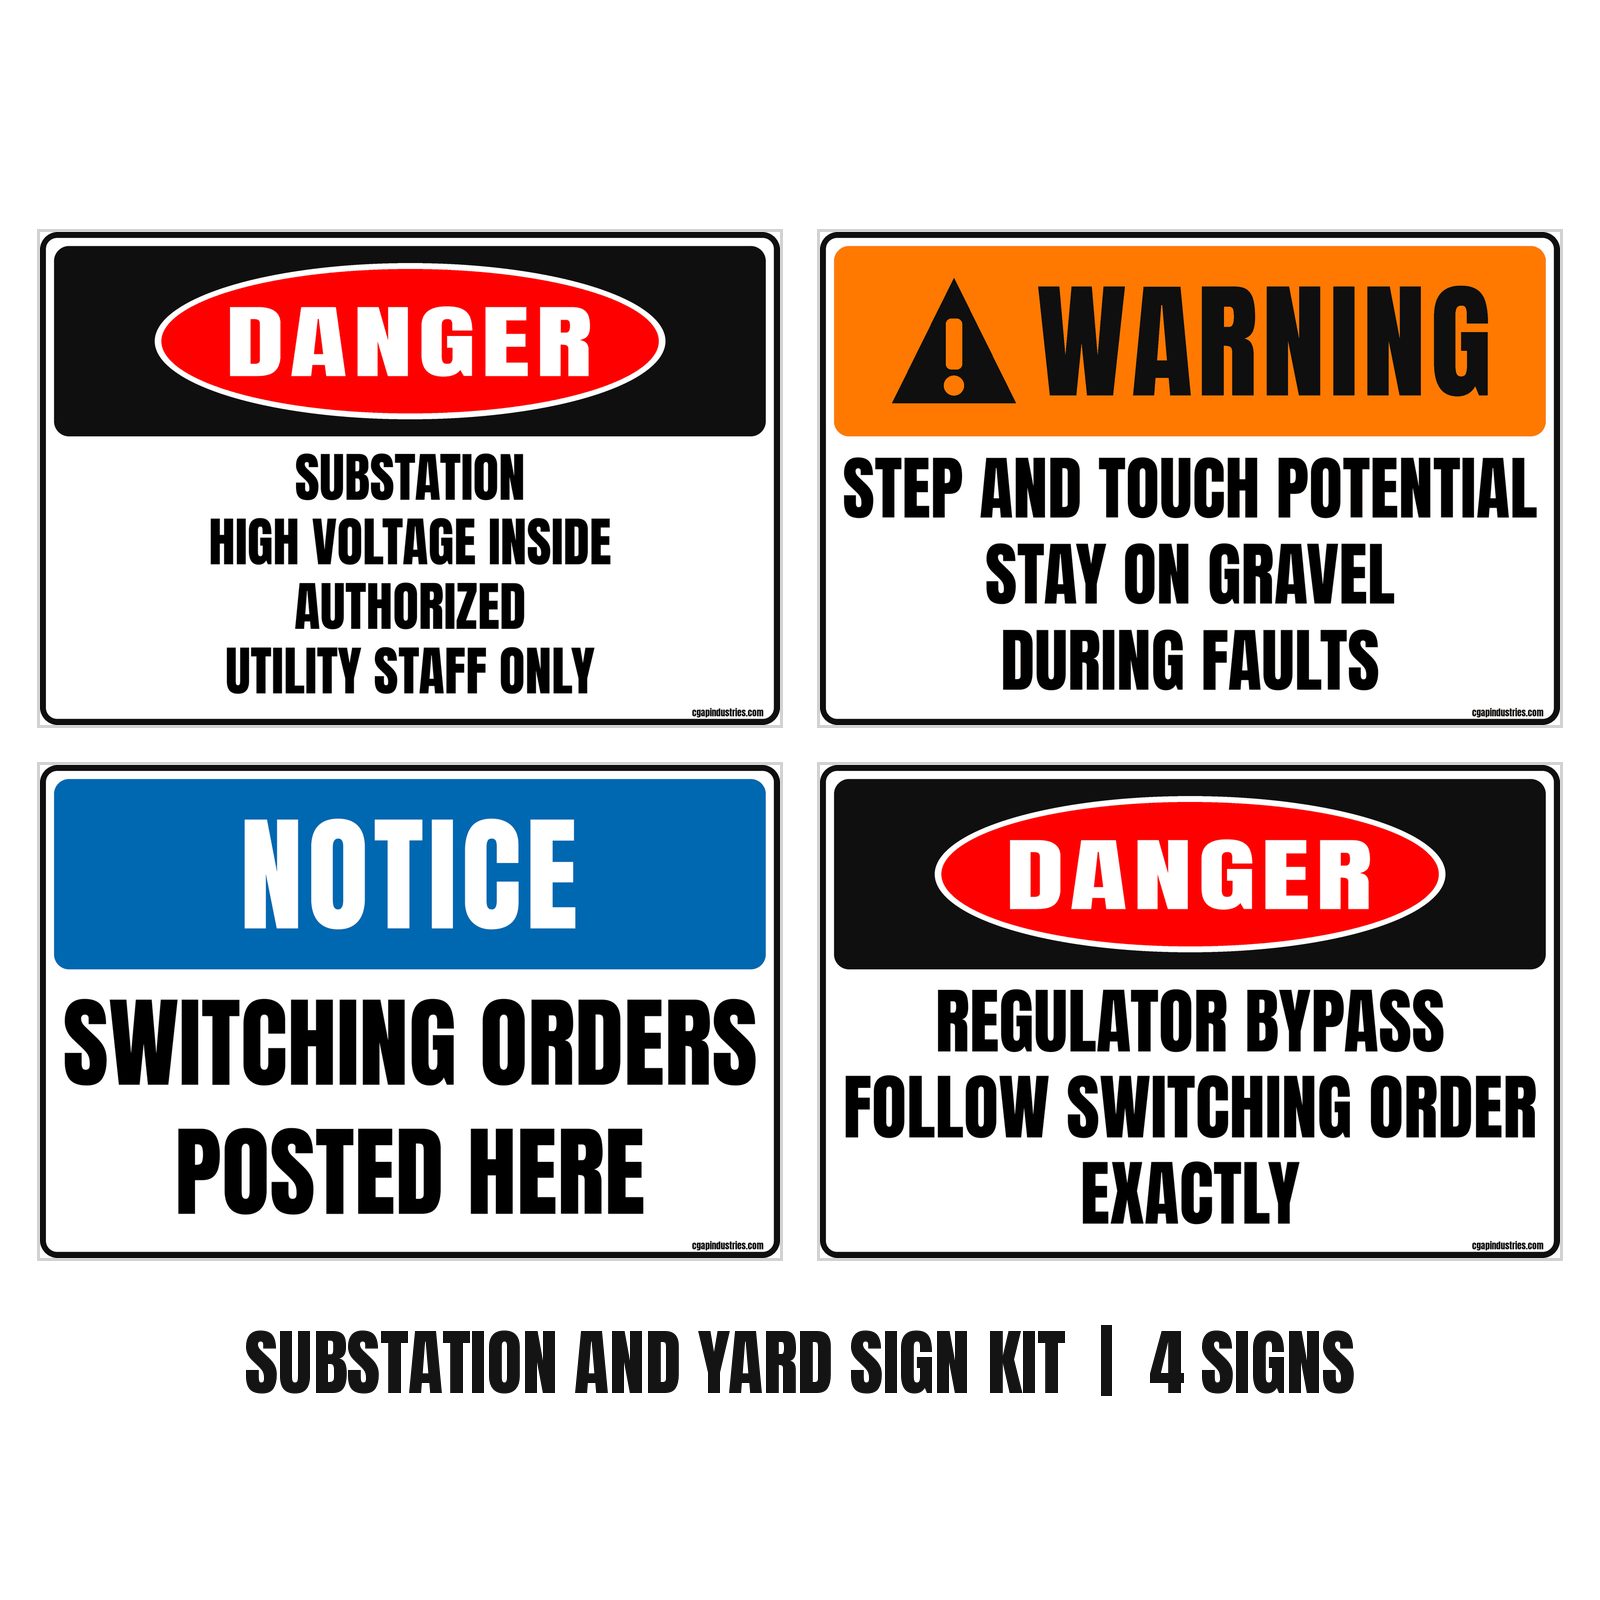 DANGER
SUBSTATION
HIGH VOLTAGE INSIDE
AUTHORIZED
UTILITY STAFF ONLY
cgapindustries.com
WARNING
STEP AND TOUCH POTENTIAL
STAY ON GRAVEL
DURING FAULTS
cgapindustries.com
NOTICE
SWITCHING ORDERS
POSTED HERE
cgapindustries.com
DANGER
REGULATOR BYPASS
FOLLOW SWITCHING ORDER
EXACTLY
cgapindustries.com
SUBSTATION AND YARD SIGN KIT | 4 SIGNS